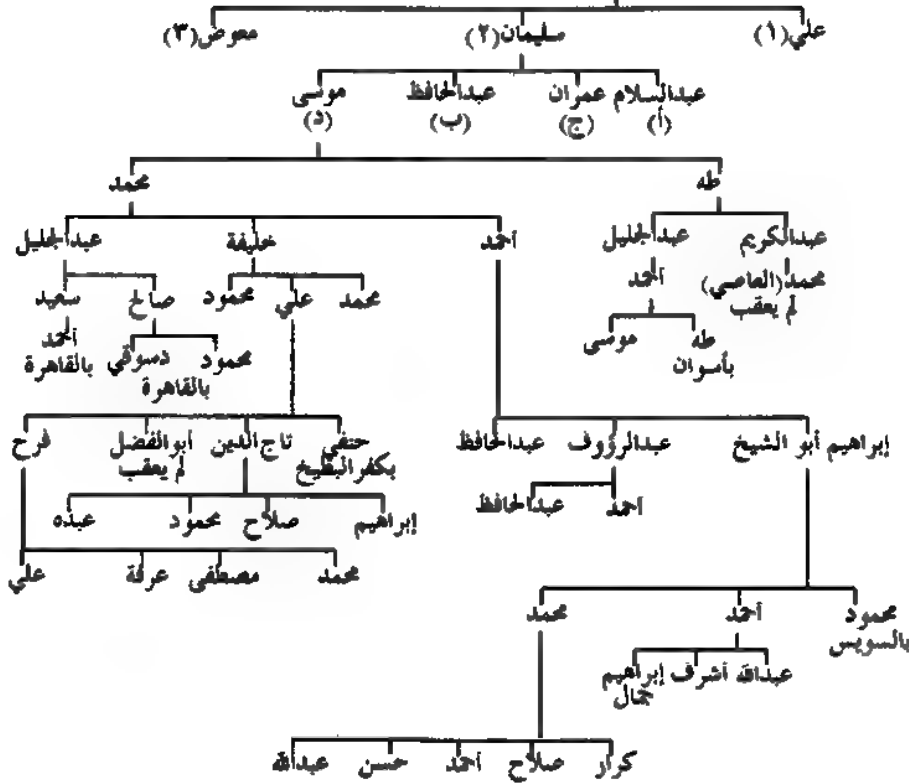 علي (١) سليمان (٢) معوض (٣)
عبدالسلام عمران عبدالحافظ موسى
(أ) (ج) (ب) (د)
طه محمد
عبدالكريم عبدالجليل أحمد خليفة عبدالجليل
محمد (العاصي) أحمد محمد علي محمود صالح سعيد
لم يعقب
طه موسى محمود دسوقي أحمد
بأسوان بالقاهرة بالقاهرة
إبراهيم أبو الشيخ عبدالرؤوف عبدالحافظ حنفي تاج الدين أبوالفضل فرح
بكفرالبطيخ لم يعقب
أحمد عبدالحافظ إبراهيم صلاح محمود عبده
محمد مصطفى عرفة علي
محمود أحمد محمد
بالسويس
عبدالله أشرف إبراهيم
جمال
كرار صلاح أحمد حسن عبدالله